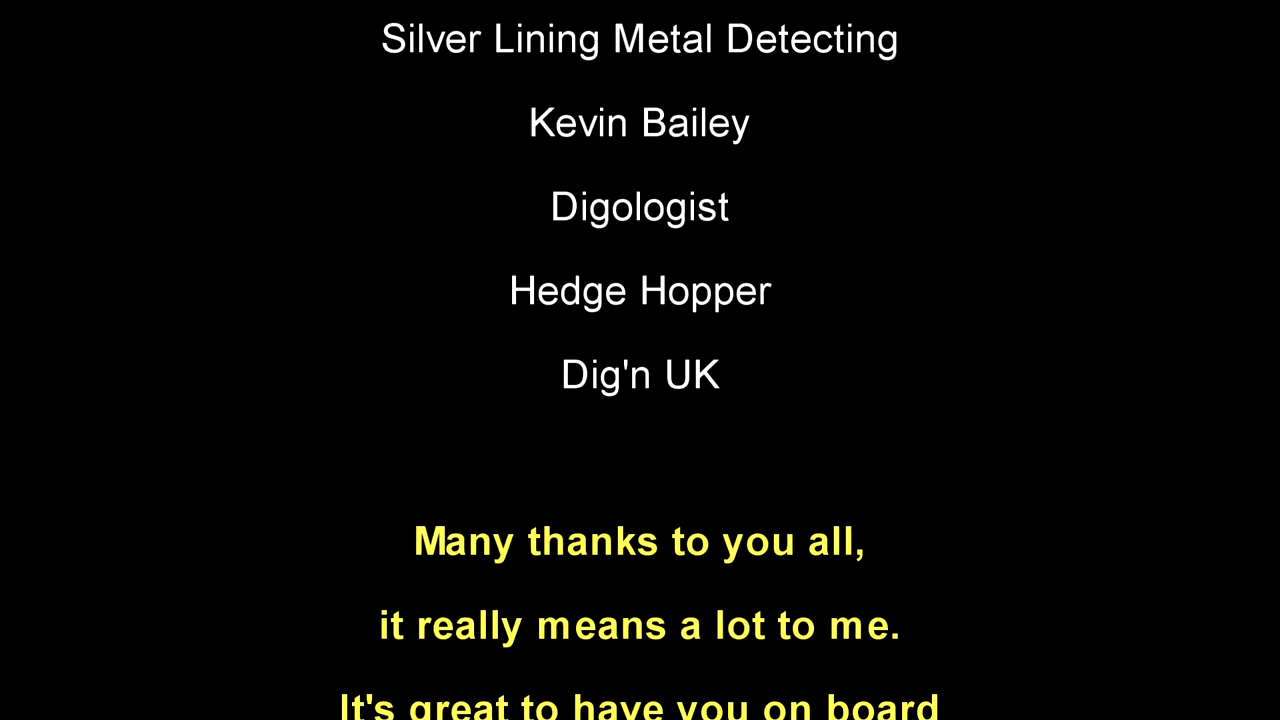 Silver Lining Metal Detecting
Kevin Bailey
Digologist
Hedge Hopper
Dig'n UK
Many thanks to you all,
it really means a lot to me.
It's great to have you on board